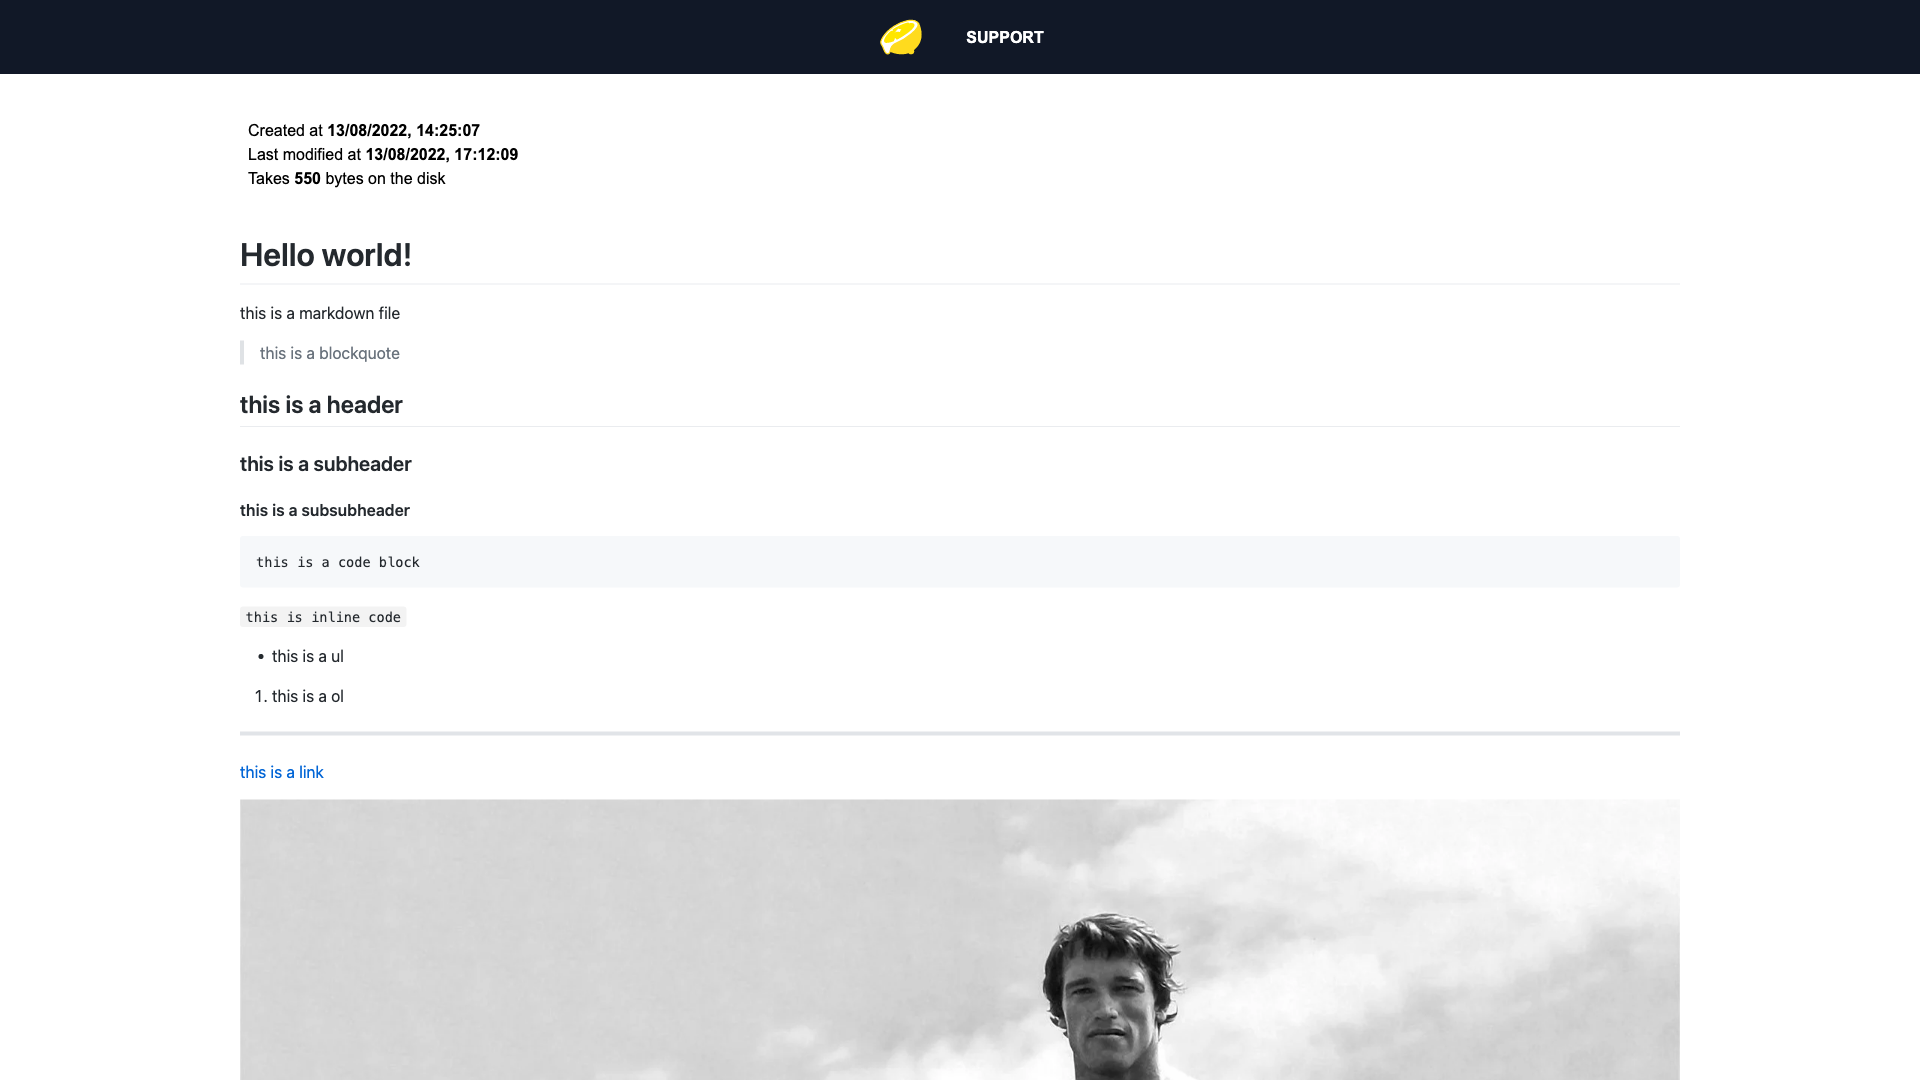 SUPPORT
Created at 13/08/2022, 14:25:07
Last modified at 13/08/2022, 17:12:09
Takes 550 bytes on the disk
Hello world!
this is a markdown file
this is a blockquote
this is a header
this is a subheader
this is a subsubheader
this is a code block
this is inline code
• this is a ul
1. this is a ol
this is a link